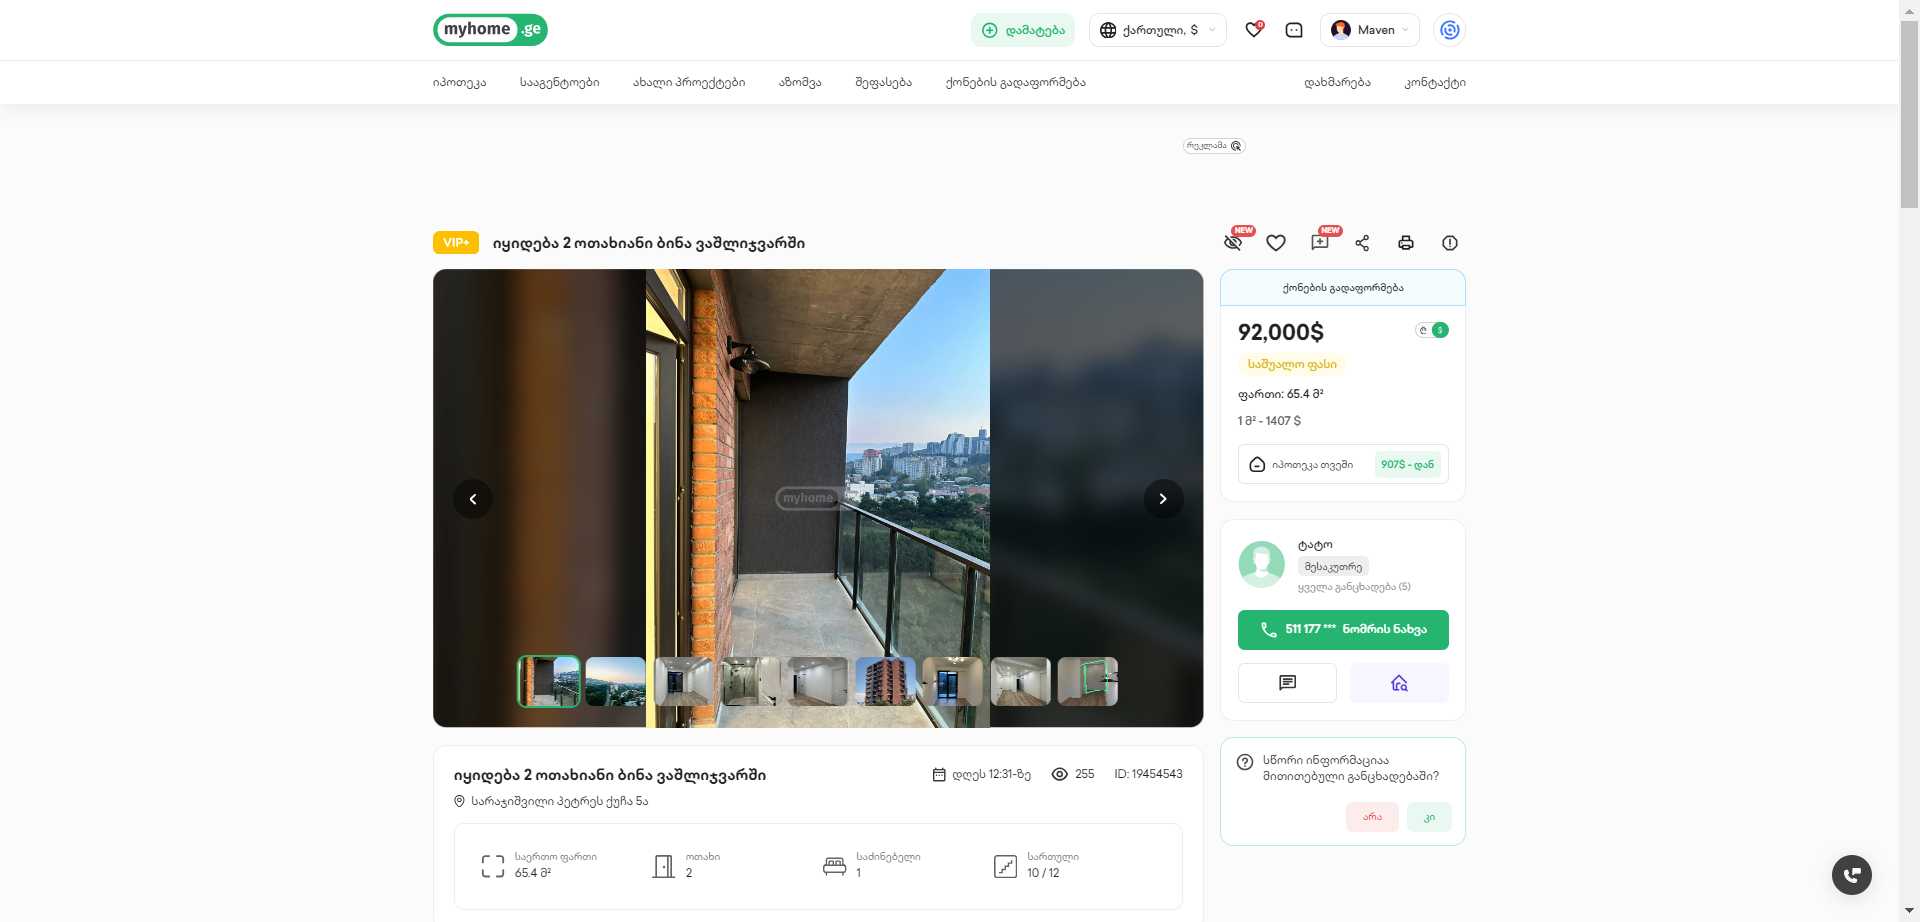 myhome.ge
დამატება
ქართული, $
0
Maven
იპოთეკა
სააგენტოები
ახალი პროექტები
აზომვა
შეფასება
ქონების გადაფორმება
დახმარება
კონტაქტი
რეკლამა
VIP+
იყიდება 2 ოთახიანი ბინა ვაშლიჯვარში
NEW
NEW
ქონების გადაფორმება
92,000$
₾ $
საშუალო ფასი
ფართი: 65.4 მ²
1 მ² - 1407 $
იპოთეკა თვეში
907$ - დან
myhome
ტატო
მესაკუთრე
ყველა განცხადება (5)
511 177 *** ნომრის ნახვა
იყიდება 2 ოთახიანი ბინა ვაშლიჯვარში
დღეს 12:31-ზე
255
ID: 19454543
სარაჯიშვილი პეტრეს ქუჩა 5ა
სწორი ინფორმაციაა
მითითებული განცხადებაში?
არა
კი
საერთო ფართი
65.4 მ²
ოთახი
2
საძინებელი
1
სართული
10 / 12